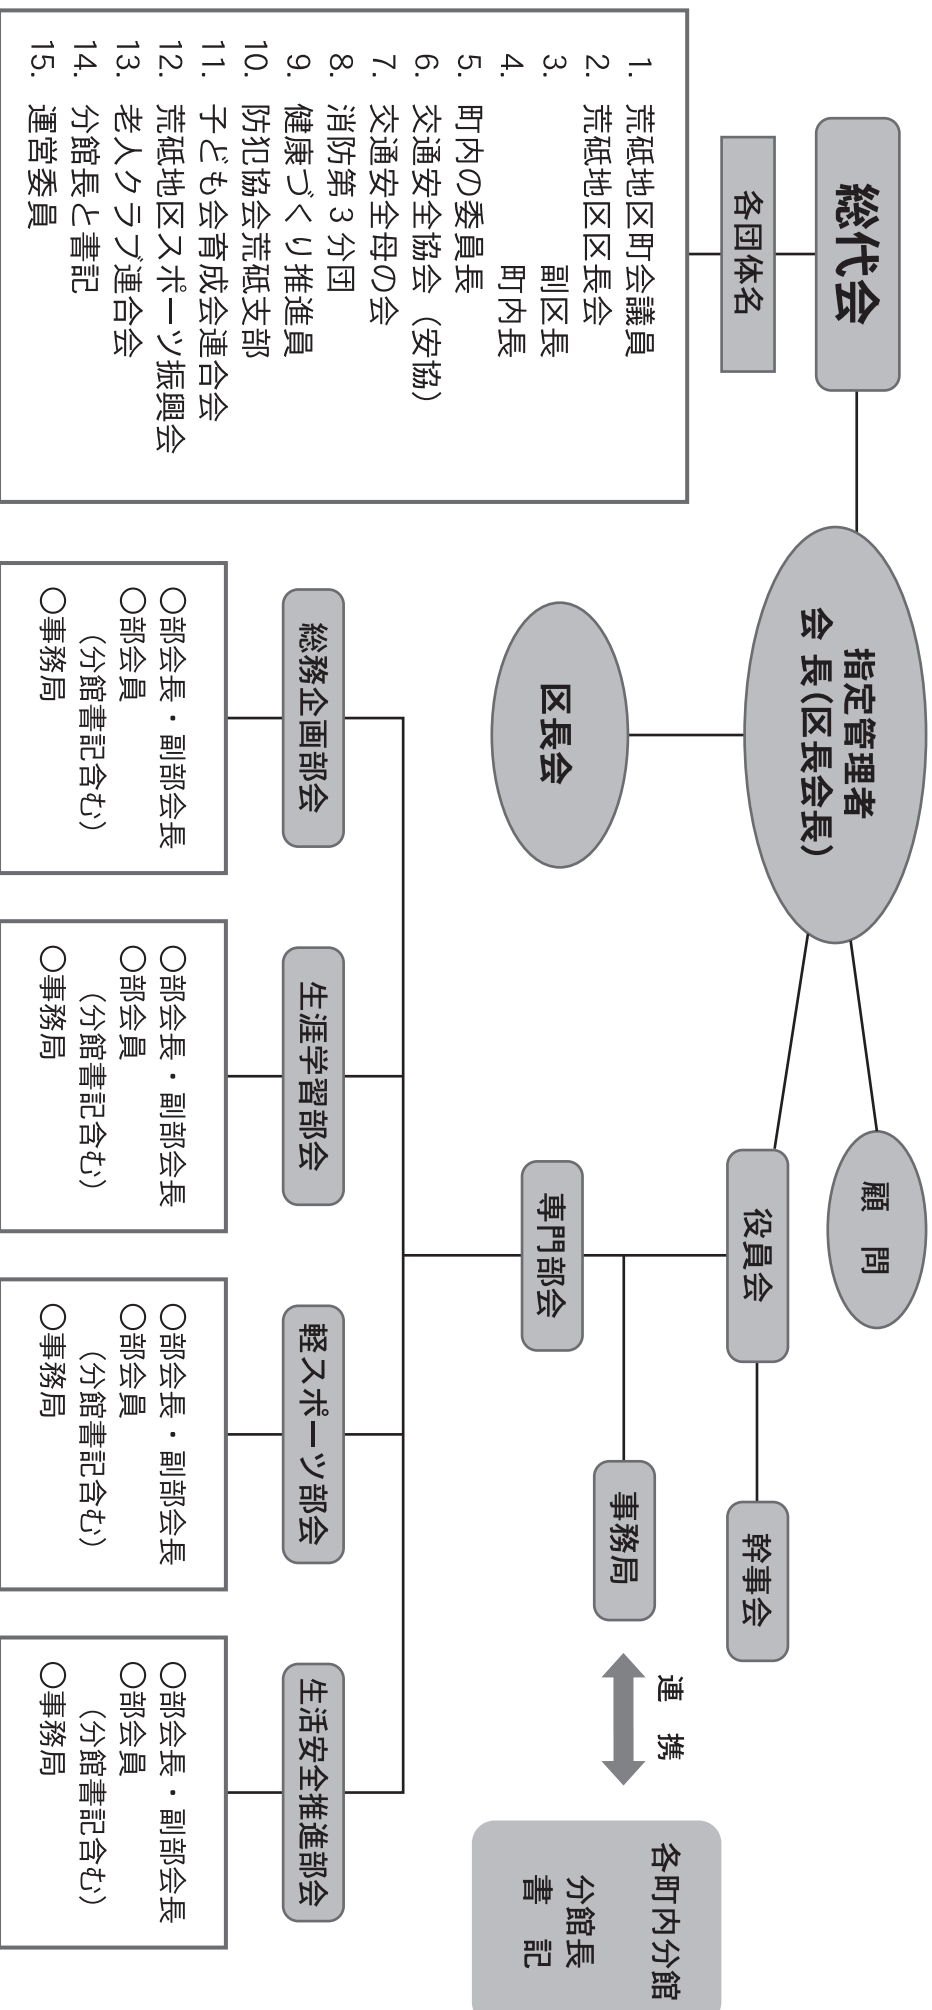 総代会
各団体名
1. 荒砥地区町会議員
2. 荒砥地区区長会
3. 副区長
4. 町内長
5. 町内の委員長
6. 交通安全協会（安協）
7. 交通安全母の会
8. 消防第３分団
9. 健康づくり推進員
10. 防犯協会荒砥支部
11. 子ども会育成会連合会
12. 荒砥地区スポーツ振興会
13. 老人クラブ連合会
14. 分館長と書記
15. 運営委員
指定管理者
会 長（区長会長）
区長会
顧 問
役員会
幹事会
専門部会
事務局
連 携
各町内分館
分館長
書 記
総務企画部会
〇部会長・副部会長
〇部会員
（分館書記含む）
〇事務局
生涯学習部会
〇部会長・副部会長
〇部会員
（分館書記含む）
〇事務局
軽スポーツ部会
〇部会長・副部会長
〇部会員
（分館書記含む）
〇事務局
生活安全推進部会
〇部会長・副部会長
〇部会員
（分館書記含む）
〇事務局